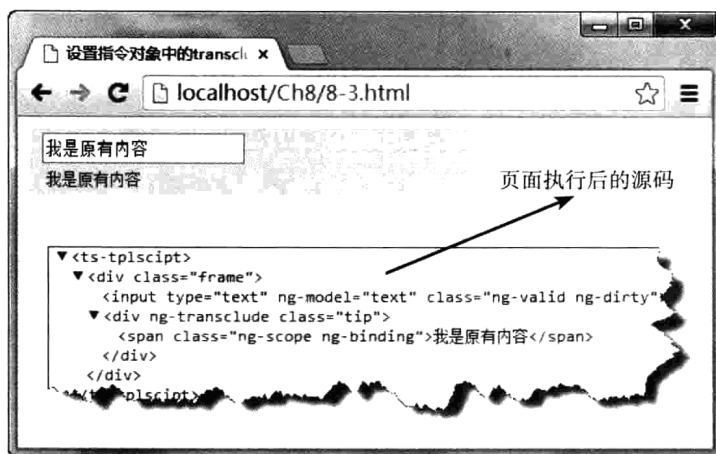 设置指令对象中的transcl
localhost/Ch8/8-3.html
我是原有内容
我是原有内容
页面执行后的源码
▼<ts-tplscipt>
▼<div class="frame">
<input type="text" ng-model="text" class="ng-valid ng-dirty"
▼<div ng-transclude class="tip">
<span class="ng-scope ng-binding">我是原有内容</span>
</div>
</div>
plscipt>